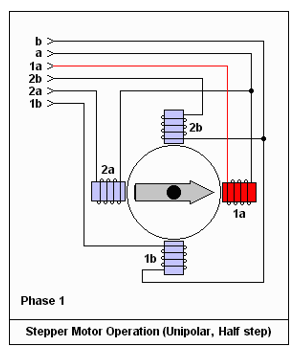 b
a
1a
2b
2a
1b
2b
2a
1a
1b
Phase 1
Stepper Motor Operation (Unipolar, Half step)